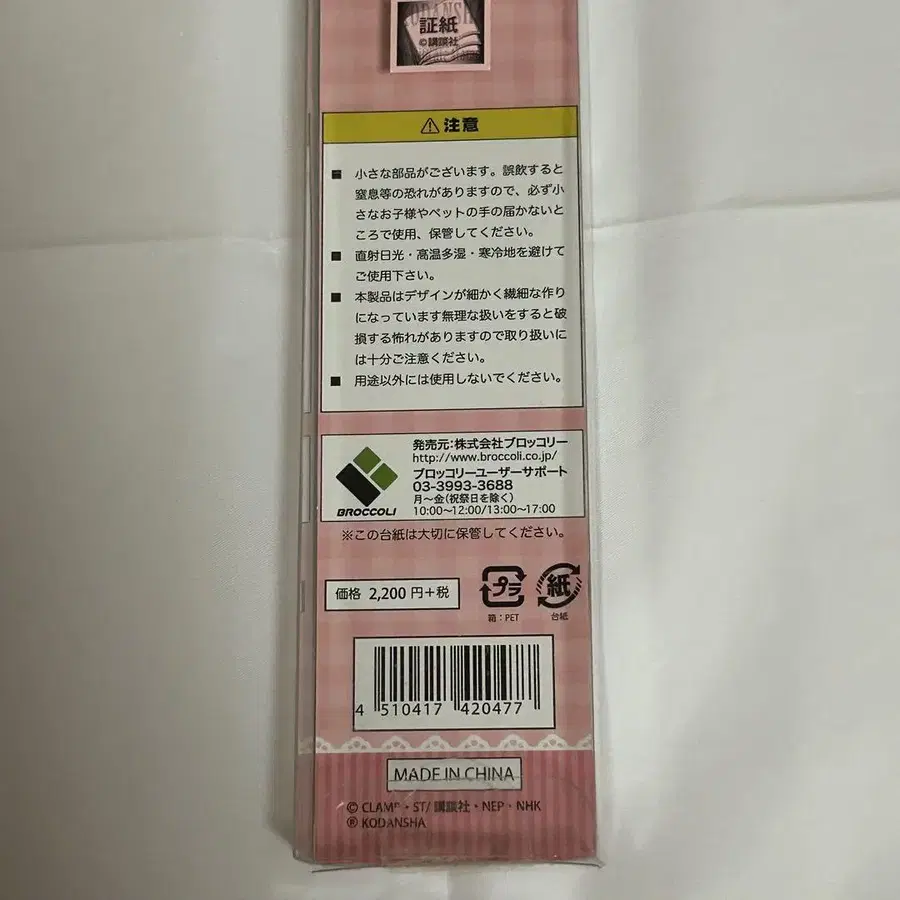 KODANSHA
証紙
©講談社
⚠注意
■ 小さな部品がございます。誤飲すると
窒息等の恐れがありますので、必ず小
さなお子様やペットの手の届かないと
ころで使用、保管してください。
■ 直射日光・高温多湿・寒冷地を避けて
ご使用下さい。
■ 本製品はデザインが細かく繊細な作り
になっています無理な扱いをすると破
損する怖れがありますので取り扱いに
は十分ご注意ください。
■ 用途以外には使用しないでください。
発売元:株式会社ブロッコリー
http://www.broccoli.co.jp/
ブロッコリーユーザーサポート
03-3993-3688
月〜金(祝祭日を除く)
10:00〜12:00/13:00〜17:00
BROCCOLI
※この台紙は大切に保管してください。
価格 2,200 円+税
プラ
箱:PET
紙
台紙
4 510417 420477
MADE IN CHINA
© CLAMP・ST/講談社・NEP・NHK
® KODANSHA